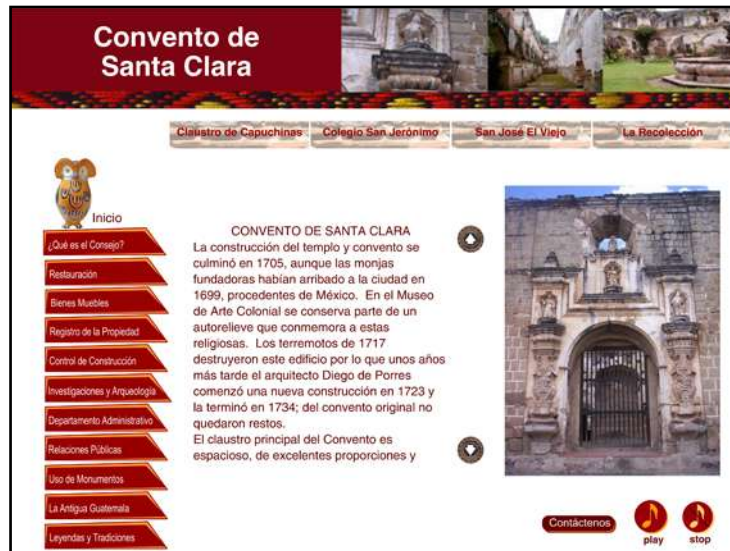 Convento de
Santa Clara
Claustro de Capuchinas
Colegio San Jerónimo
San José El Viejo
La Recolección
Inicio
¿Qué es el Consejo?
Restauración
Bienes Muebles
Registro de la Propiedad
Control de Construcción
Investigaciones y Arqueología
Departamento Administrativo
Relaciones Públicas
Uso de Monumentos
La Antigua Guatemala
Leyendas y Tradiciones
CONVENTO DE SANTA CLARA
La construcción del templo y convento se
culminó en 1705, aunque las monjas
fundadoras habían arribado a la ciudad en
1699, procedentes de México. En el Museo
de Arte Colonial se conserva parte de un
autorelieve que conmemora a estas
religiosas. Los terremotos de 1717
destruyeron este edificio por lo que unos años
más tarde el arquitecto Diego de Porres
comenzó una nueva construcción en 1723 y
la terminó en 1734; del convento original no
quedaron restos.
El claustro principal del Convento es
espacioso, de excelentes proporciones y
Contáctenos
play
stop